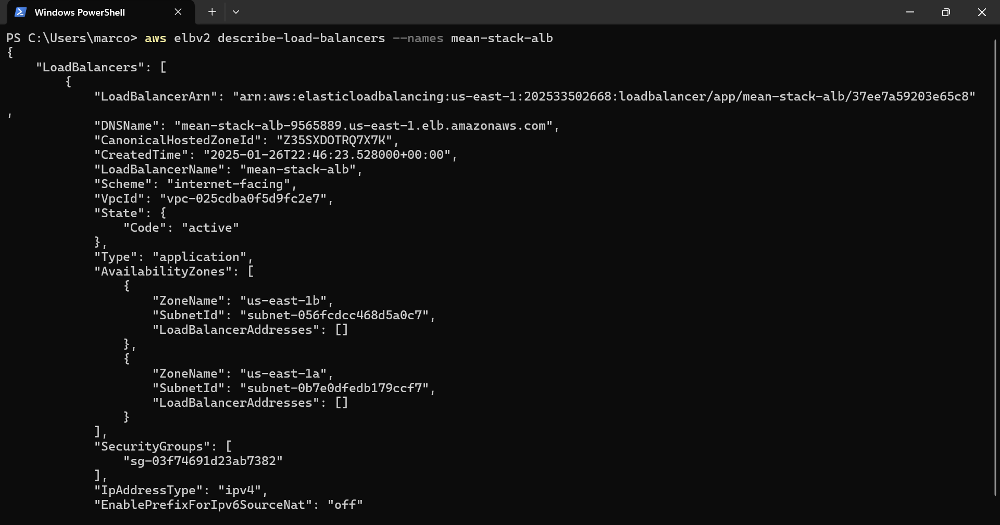 Windows PowerShell
PS C:\Users\marco> aws elbv2 describe-load-balancers --names mean-stack-alb
{
    "LoadBalancers": [
        {
            "LoadBalancerArn": "arn:aws:elasticloadbalancing:us-east-1:202533502668:loadbalancer/app/mean-stack-alb/37ee7a59203e65c8"
,
            "DNSName": "mean-stack-alb-9565889.us-east-1.elb.amazonaws.com",
            "CanonicalHostedZoneId": "Z35SXDOTRQ7X7K",
            "CreatedTime": "2025-01-26T22:46:23.528000+00:00",
            "LoadBalancerName": "mean-stack-alb",
            "Scheme": "internet-facing",
            "VpcId": "vpc-025cdba0f5d9fc2e7",
            "State": {
                "Code": "active"
            },
            "Type": "application",
            "AvailabilityZones": [
                {
                    "ZoneName": "us-east-1b",
                    "SubnetId": "subnet-056fcdcc468d5a0c7",
                    "LoadBalancerAddresses": []
                },
                {
                    "ZoneName": "us-east-1a",
                    "SubnetId": "subnet-0b7e0dfedb179ccf7",
                    "LoadBalancerAddresses": []
                }
            ],
            "SecurityGroups": [
                "sg-03f74691d23ab7382"
            ],
            "IpAddressType": "ipv4",
            "EnablePrefixForIpv6SourceNat": "off"